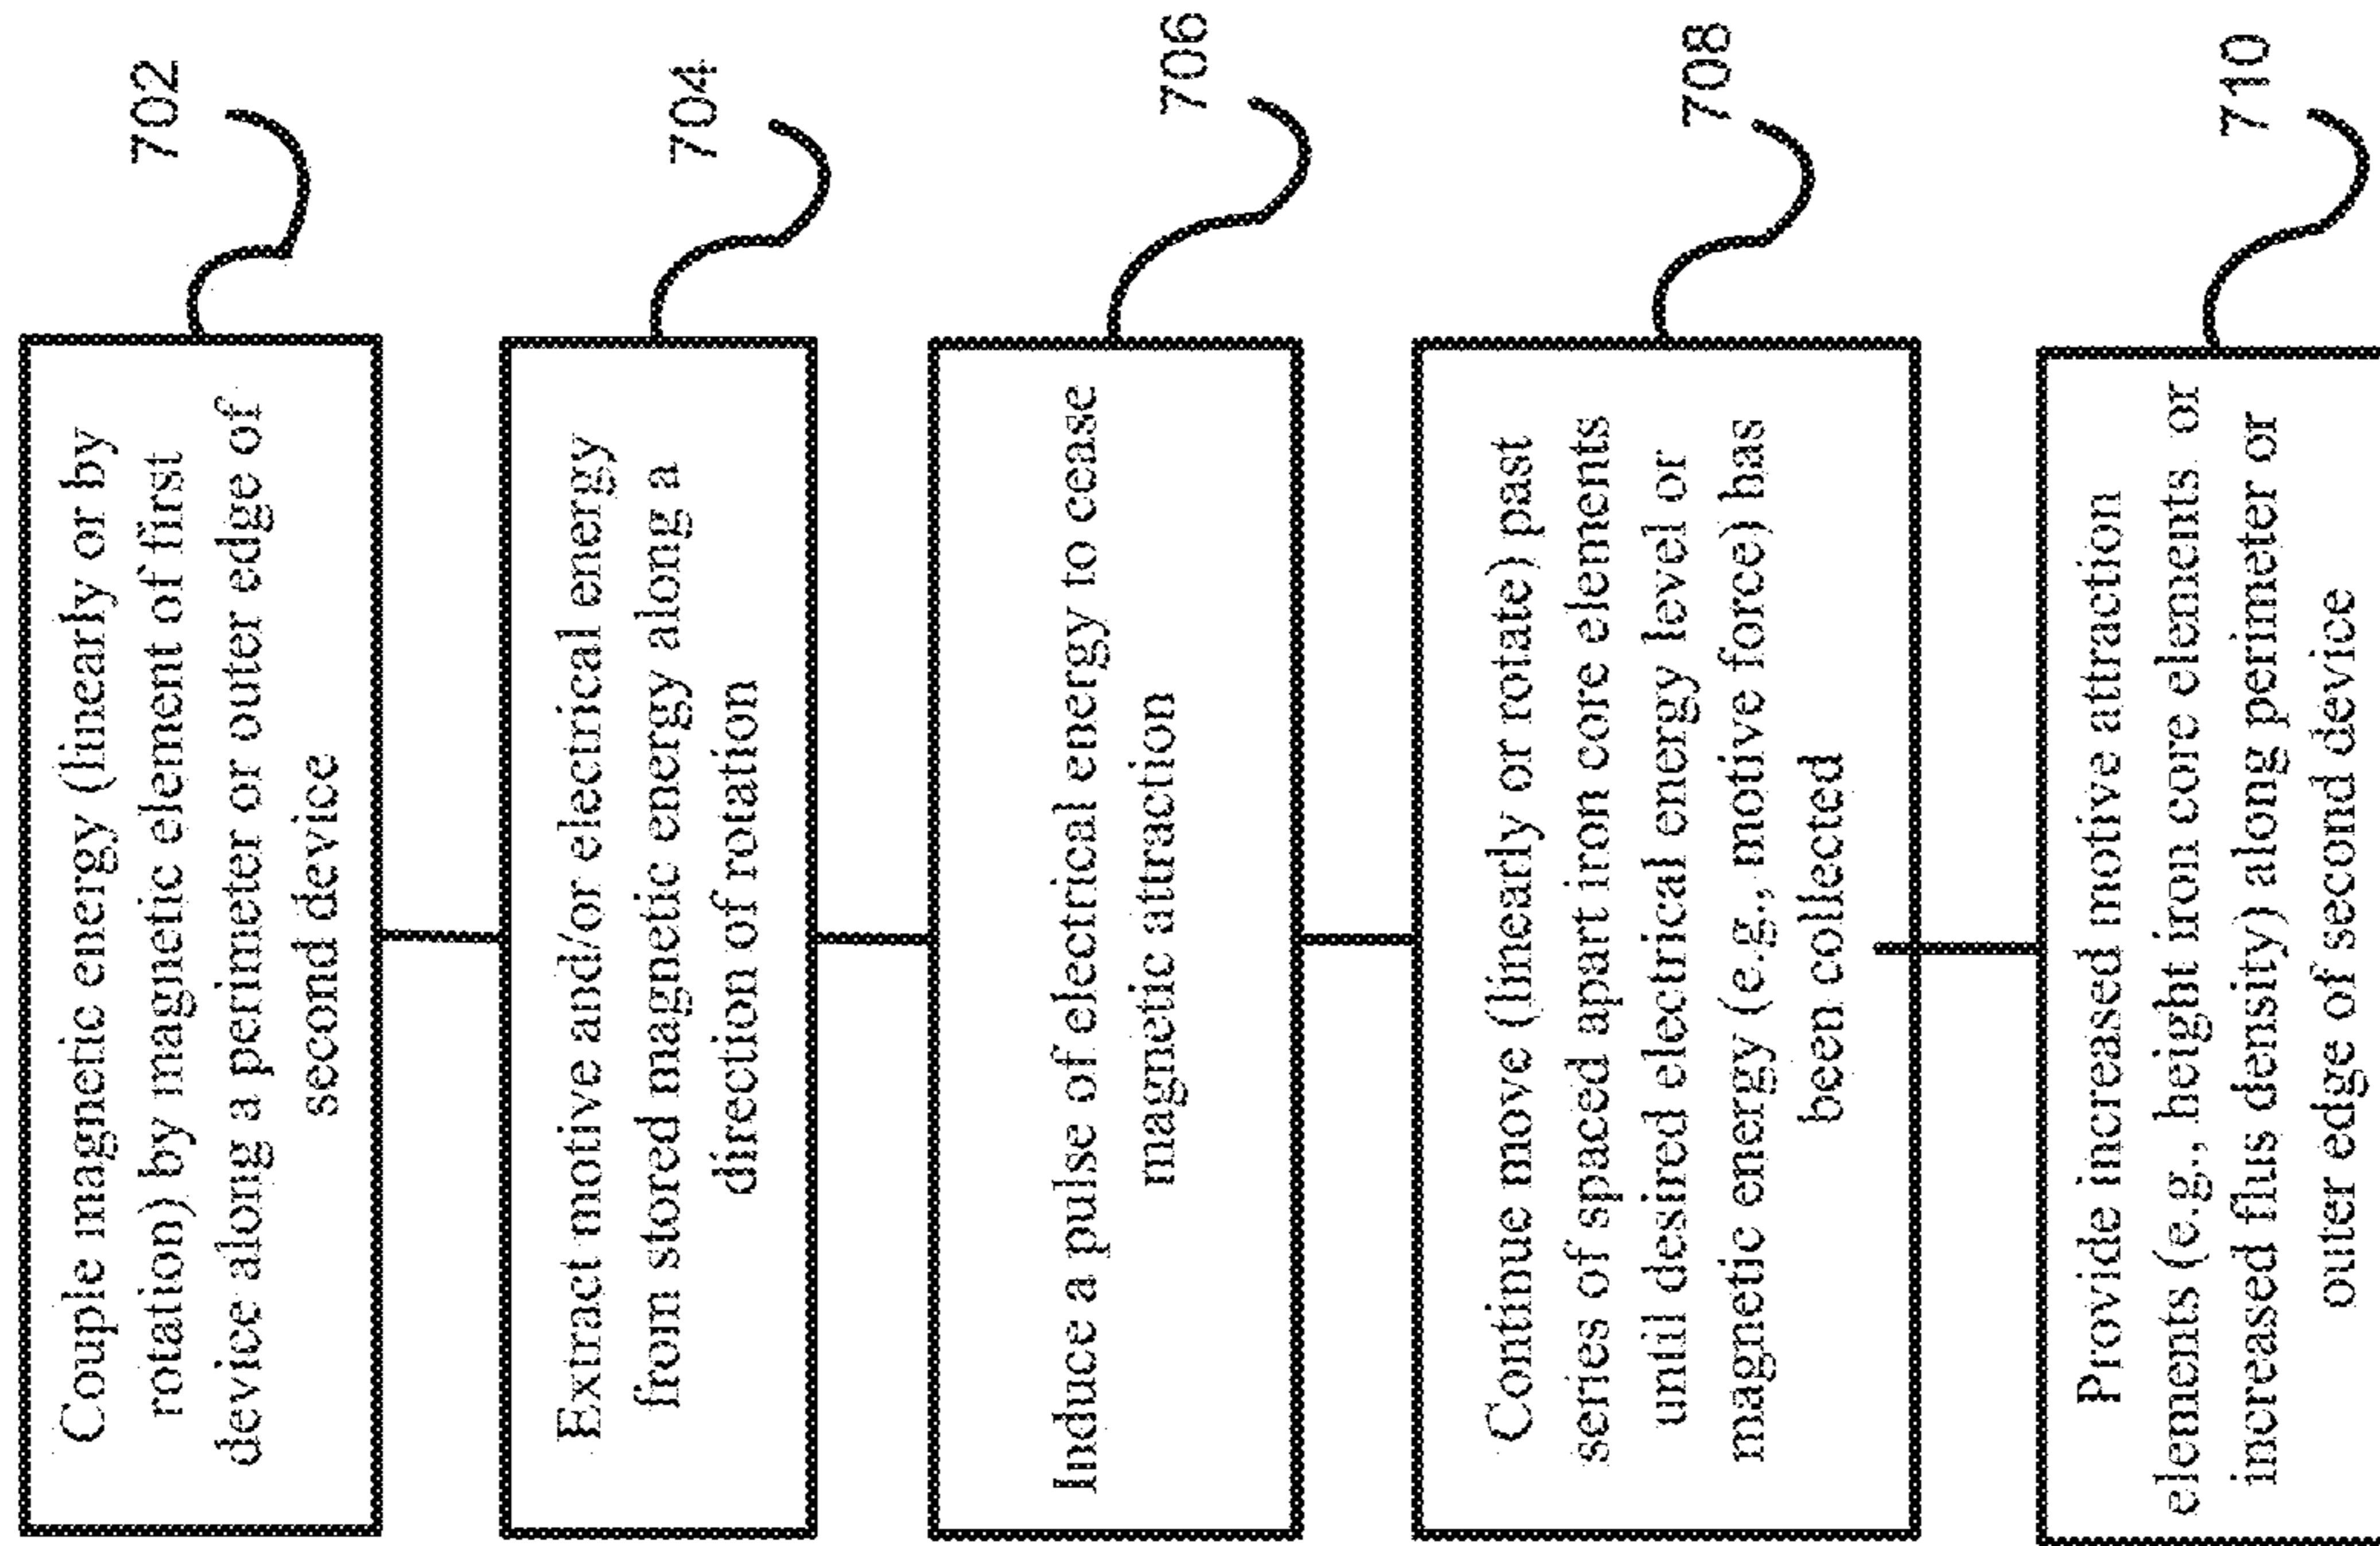 Couple magnetic energy (linearly or by
rotation) by magnetic element of first
device along a perimeter or outer edge of
second device
702
Extract motive and/or electrical energy
from stored magnetic energy along a
direction of rotation
704
Induce a pulse of electrical energy to cease
magnetic attraction
706
Continue move (linearly or rotate) past
series of spaced apart iron core elements
until desired electrical energy level or
magnetic energy (e.g., motive force) has
been collected
708
Provide increased motive attraction
elements (e.g., height iron core elements or
increased flus density) along perimeter or
outer edge of second device
710